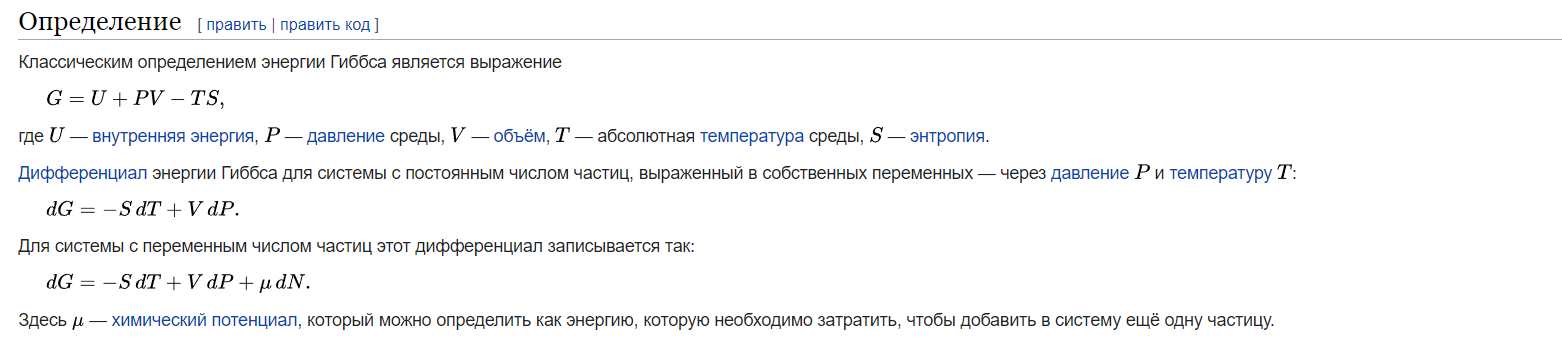 Определение [ править | править код ]
Классическим определением энергии Гиббса является выражение
G = U + PV − TS,
где U — внутренняя энергия, P — давление среды, V — объём, T — абсолютная температура среды, S — энтропия.
Дифференциал энергии Гиббса для системы с постоянным числом частиц, выраженный в собственных переменных — через давление P и температуру T:
dG = −S dT + V dP.
Для системы с переменным числом частиц этот дифференциал записывается так:
dG = −S dT + V dP + μ dN.
Здесь μ — химический потенциал, который можно определить как энергию, которую необходимо затратить, чтобы добавить в систему ещё одну частицу.